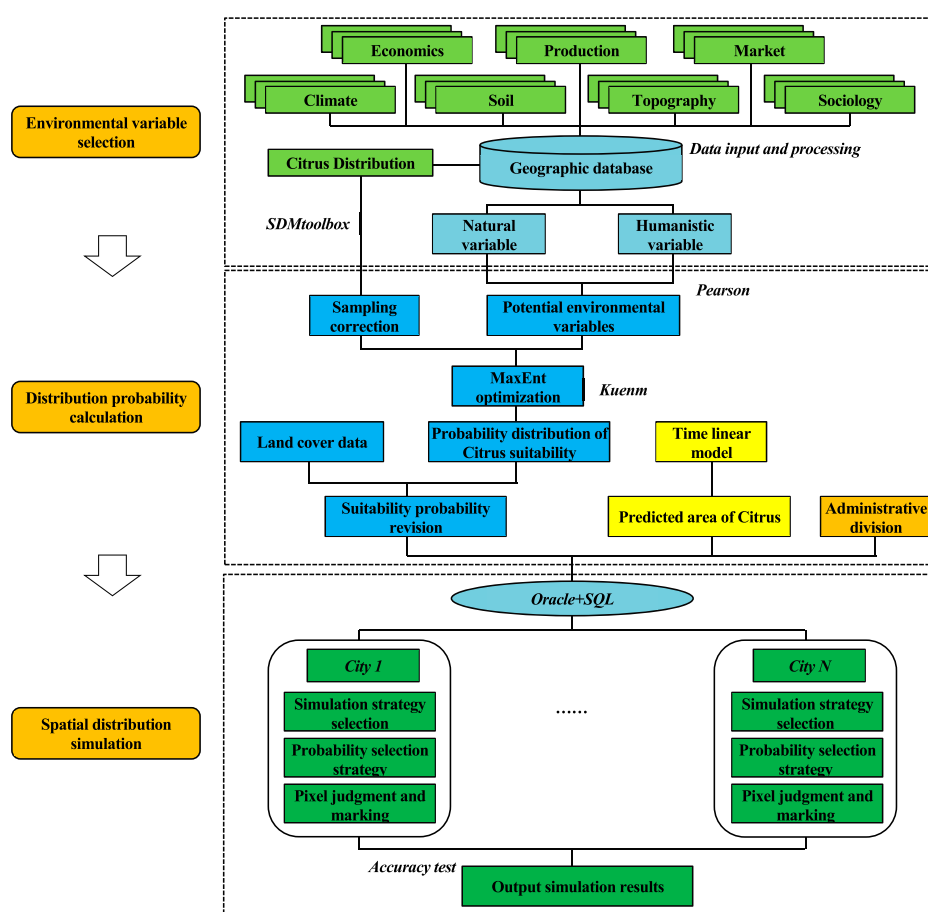 Economics
Production
Market
Climate
Soil
Topography
Sociology
Environmental variable
selection
Data input and processing
Citrus Distribution
Geographic database
SDMtoolbox
Natural
variable
Humanistic
variable
Pearson
Sampling
correction
Potential environmental
variables
MaxEnt
optimization
Kuenm
Distribution probability
calculation
Land cover data
Probability distribution of
Citrus suitability
Time linear
model
Suitability probability
revision
Predicted area of Citrus
Administrative
division
Oracle+SQL
City 1
City N
Simulation strategy
selection
Simulation strategy
selection
......
Spatial distribution
simulation
Probability selection
strategy
Probability selection
strategy
Pixel judgment and
marking
Pixel judgment and
marking
Accuracy test
Output simulation results